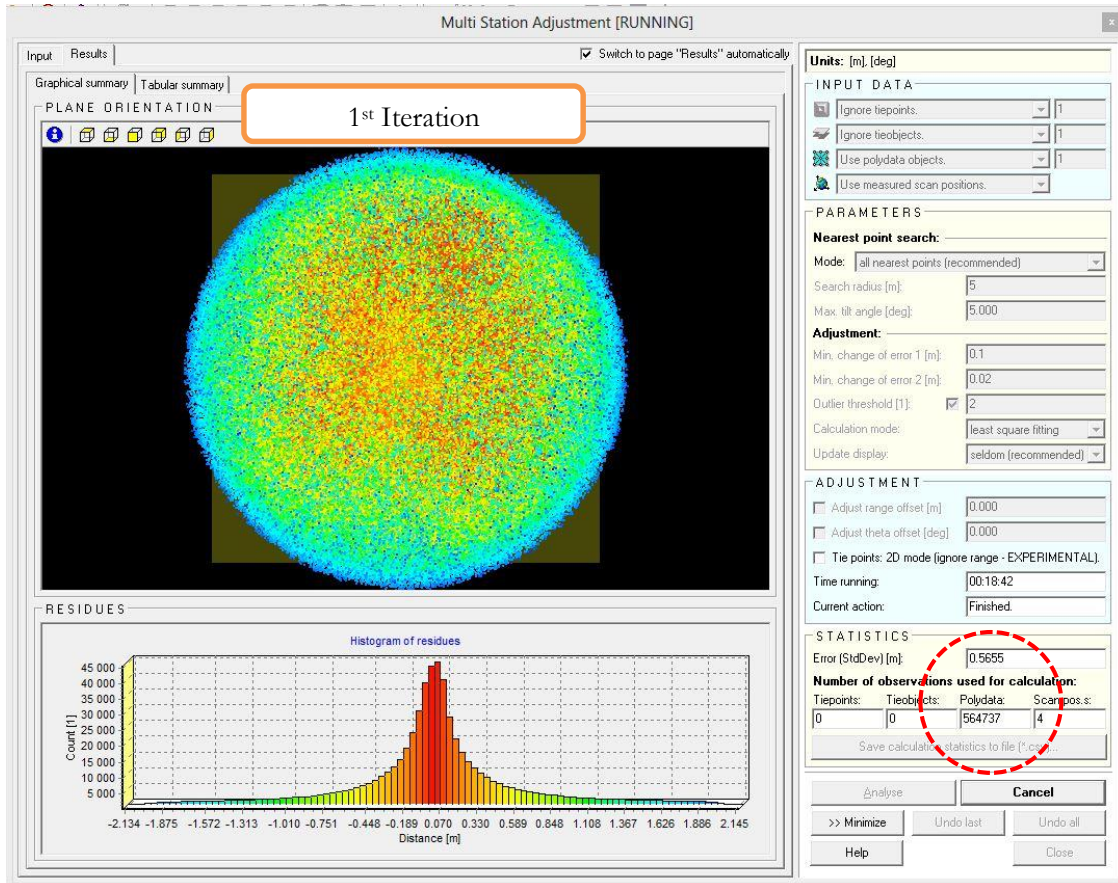 Multi Station Adjustment [RUNNING]
x
Input Results
Switch to page "Results" automatically
Graphical summary Tabular summary
PLANE ORIENTATION
1st Iteration
RESIDUES
Histogram of residues
45 000
40 000
35 000
30 000
25 000
20 000
15 000
10 000
5 000
Count [1]
-2.134 -1.875 -1.572 -1.313 -1.010 -0.751 -0.448 -0.189 0.070 0.330 0.589 0.848 1.108 1.367 1.626 1.886 2.145
Distance [m]
Units: [m], [deg]
INPUT DATA
Ignore tiepoints. 1
Ignore tieobjects. 1
Use polydata objects. 1
Use measured scan positions.
PARAMETERS
Nearest point search:
Mode: all nearest points (recommended)
Search radius [m]: 5
Max. tilt angle [deg]: 5.000
Adjustment:
Min. change of error 1 [m]: 0.1
Min. change of error 2 [m]: 0.02
Outlier threshold [1]: 2
Calculation mode: least square fitting
Update display: seldom (recommended)
ADJUSTMENT
Adjust range offset [m] 0.000
Adjust theta offset [deg] 0.000
Tie points: 2D mode (ignore range - EXPERIMENTAL).
Time running: 00:18:42
Current action: Finished.
STATISTICS
Error (StdDev) [m]: 0.5655
Number of observations used for calculation:
Tiepoints: Tieobjects: Polydata: Scanpos.s:
0 0 564737 4
Save calculation statistics to file (*.csv)...
Analyse Cancel
>> Minimize Undo last Undo all
Help Close